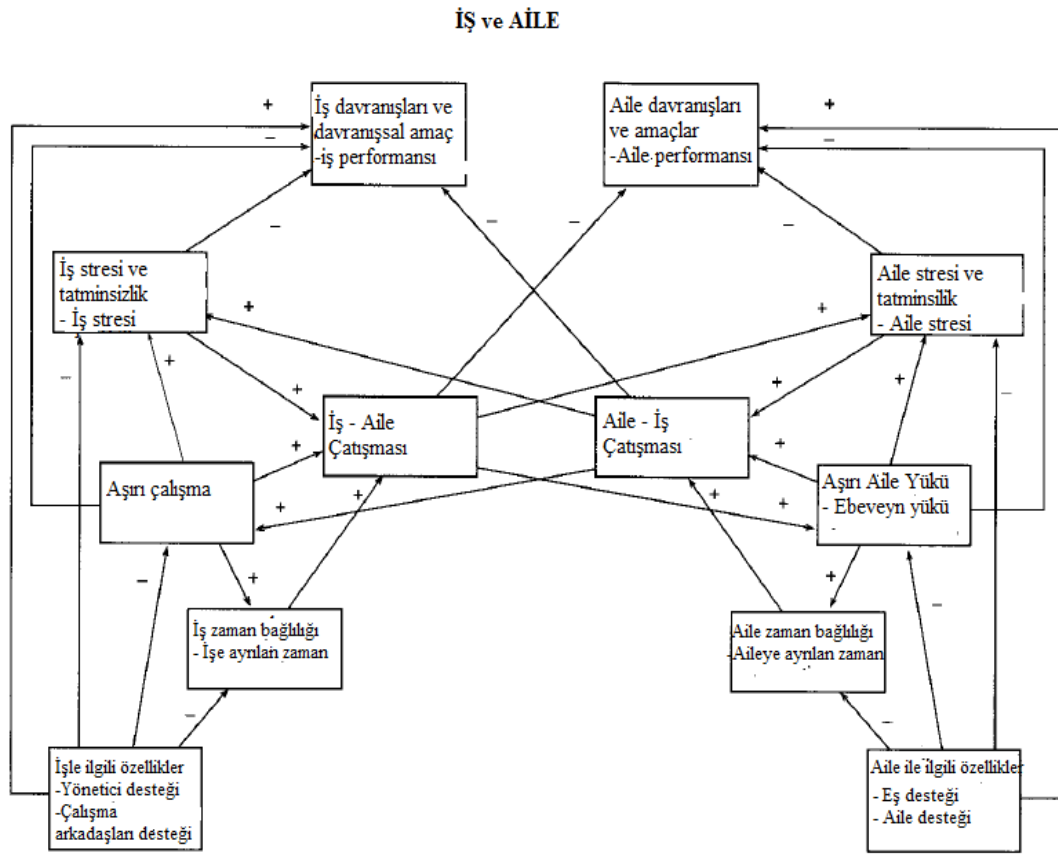 İŞ ve AİLE
+
İş davranışları ve
davranışsal amaç
-iş performansı
–
Aile davranışları
ve amaçlar
-Aile performansı
+
–
–
–
–
–
İş stresi ve
tatminsizlik
- İş stresi
+
+
Aile stresi ve
tatminsilik
- Aile stresi
–
+
+
+
+
–
İş - Aile
Çatışması
Aile - İş
Çatışması
+
+
Aşırı çalışma
+
+
+
+
Aşırı Aile Yükü
- Ebeveyn yükü
–
+
+
–
İş zaman bağlılığı
- İşe ayrılan zaman
Aile zaman bağlılığı
-Aileye ayrılan zaman
–
–
İşle ilgili özellikler
-Yönetici desteği
-Çalışma
arkadaşları desteği
Aile ile ilgili özellikler
- Eş desteği
- Aile desteği